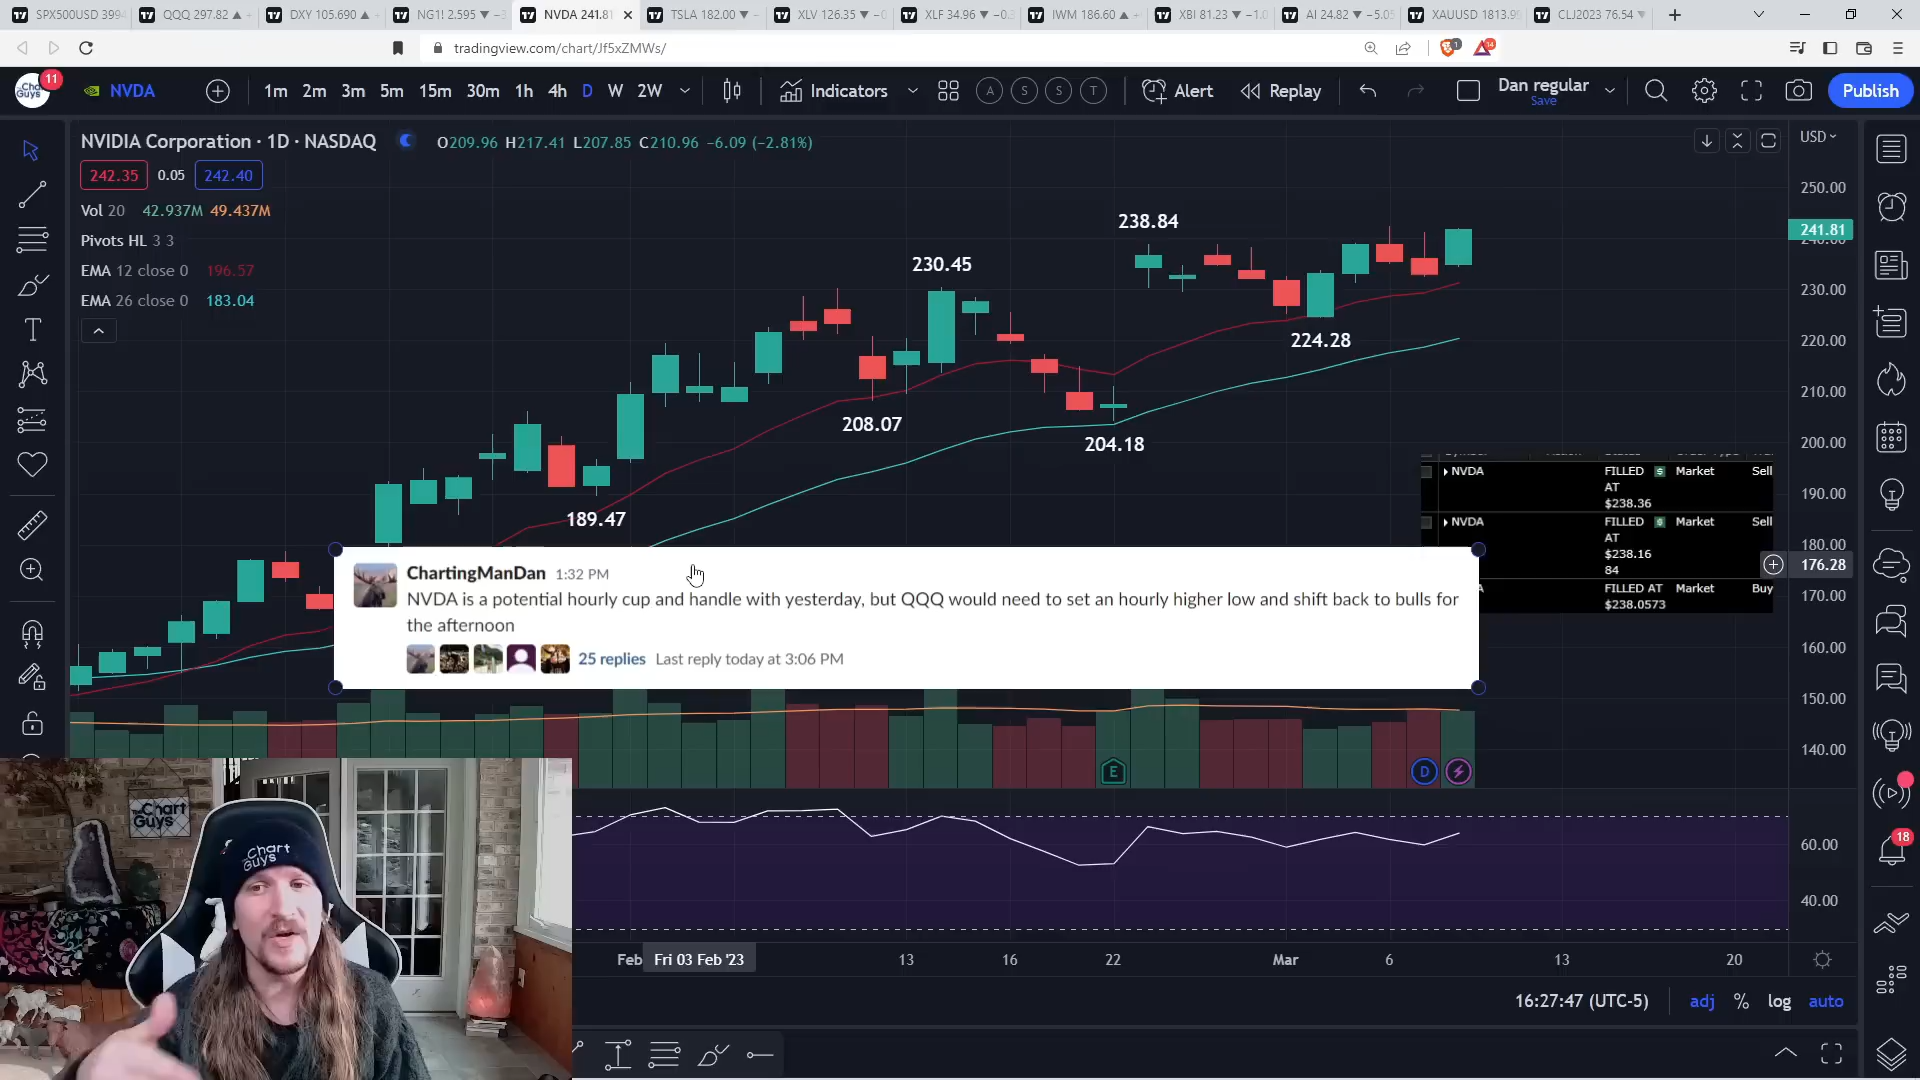 SPX500USD 3994
QQQ 297.82
DXY 105.690
NG1! 2.595
NVDA 241.81
TSLA 182.00
XLV 126.35
XLF 34.96
IWM 186.60
XBI 81.23 −1.0
AI 24.82 −5.05
XAUUSD 1813.95
CLJ2023 76.54
tradingview.com/chart/Jf5xZMWs/
11
NVDA
1m 2m 3m 5m 15m 30m 1h 4h D W 2W
Indicators
A S S T
Alert
Replay
Dan regular
Save
Publish
NVIDIA Corporation · 1D · NASDAQ
O209.96 H217.41 L207.85 C210.96 −6.09 (−2.81%)
USD
242.35 0.05 242.40
Vol 20 42.937M 49.437M
Pivots HL 3 3
EMA 12 close 0 196.57
EMA 26 close 0 183.04
238.84
230.45
224.28
208.07
204.18
189.47
250.00
241.81
240.00
230.00
220.00
210.00
200.00
190.00
180.00
176.28
170.00
160.00
150.00
140.00
60.00
40.00
NVDA FILLED AT $238.36 Market Sell
NVDA FILLED AT $238.16 Market Sell
84
FILLED AT $238.0573 Market Buy
ChartingManDan 1:32 PM
NVDA is a potential hourly cup and handle with yesterday, but QQQ would need to set an hourly higher low and shift back to bulls for
the afternoon
25 replies Last reply today at 3:06 PM
E
D
18
The Chart Guys
Chart Guys
Feb Fri 03 Feb '23 13 16 22 Mar 6 13 20
16:27:47 (UTC-5) adj % log auto